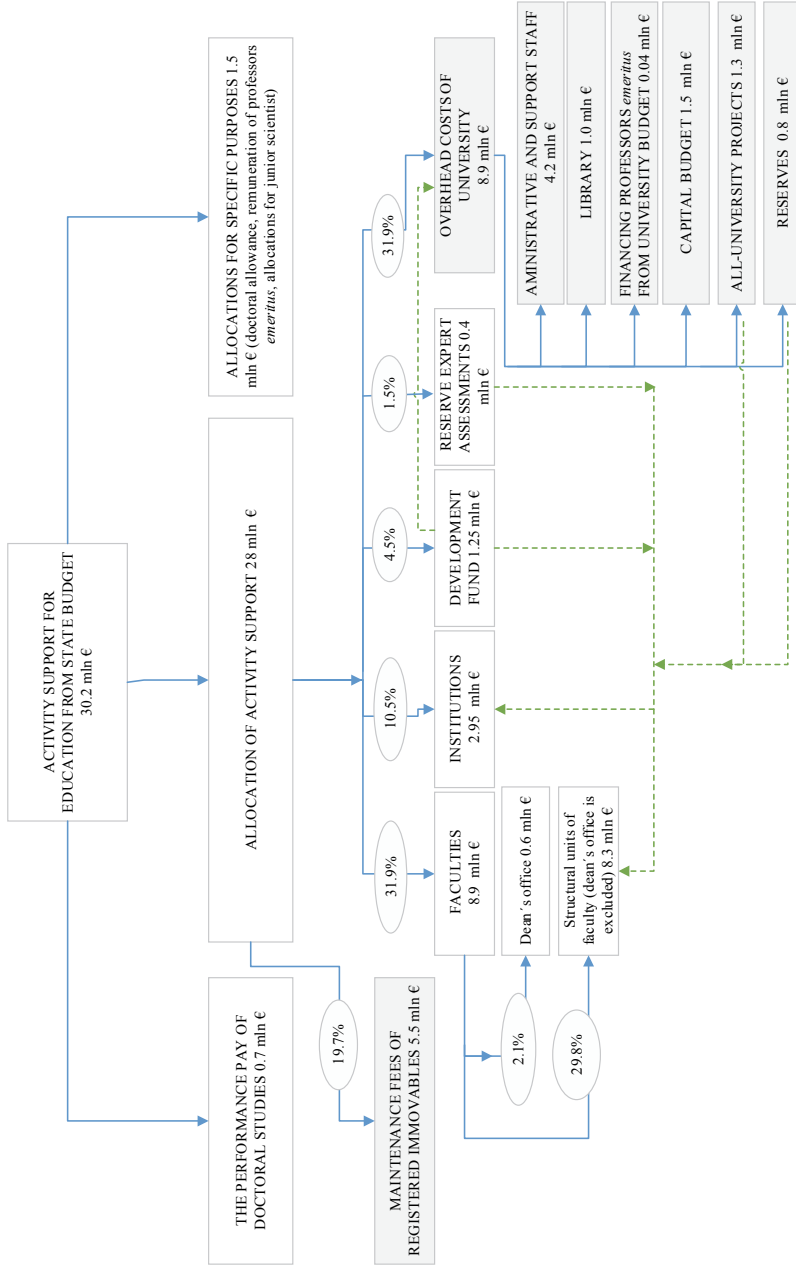 ACTIVITY SUPPORT FOR
EDUCATION FROM STATE BUDGET
30.2 mln €
THE PERFORMANCE PAY OF
DOCTORAL STUDIES 0.7 mln €
ALLOCATION OF ACTIVITY SUPPORT 28 mln €
ALLOCATIONS FOR SPECIFIC PURPOSES 1.5
mln € (doctoral allowance, remuneration of professors
emeritus, allocations for junior scientist)
19.7%
31.9%
10.5%
4.5%
1.5%
31.9%
MAINTENANCE FEES OF
REGISTERED IMMOVABLES 5.5 mln €
FACULTIES
8.9 mln €
INSTITUTIONS
2.95 mln €
DEVELOPMENT
FUND 1.25 mln €
RESERVE EXPERT
ASSESSMENTS 0.4
mln €
OVERHEAD COSTS OF
UNIVERSITY
8.9 mln €
2.1%
Dean´s office 0.6 mln €
29.8%
Structural units of
faculty (dean´s office is
excluded) 8.3 mln €
AMINISTRATIVE AND SUPPORT STAFF
4.2 mln €
LIBRARY 1.0 mln €
FINANCING PROFESSORS emeritus
FROM UNIVERSITY BUDGET 0.04 mln €
CAPITAL BUDGET 1.5 mln €
ALL-UNIVERSITY PROJECTS 1.3 mln €
RESERVES 0.8 mln €